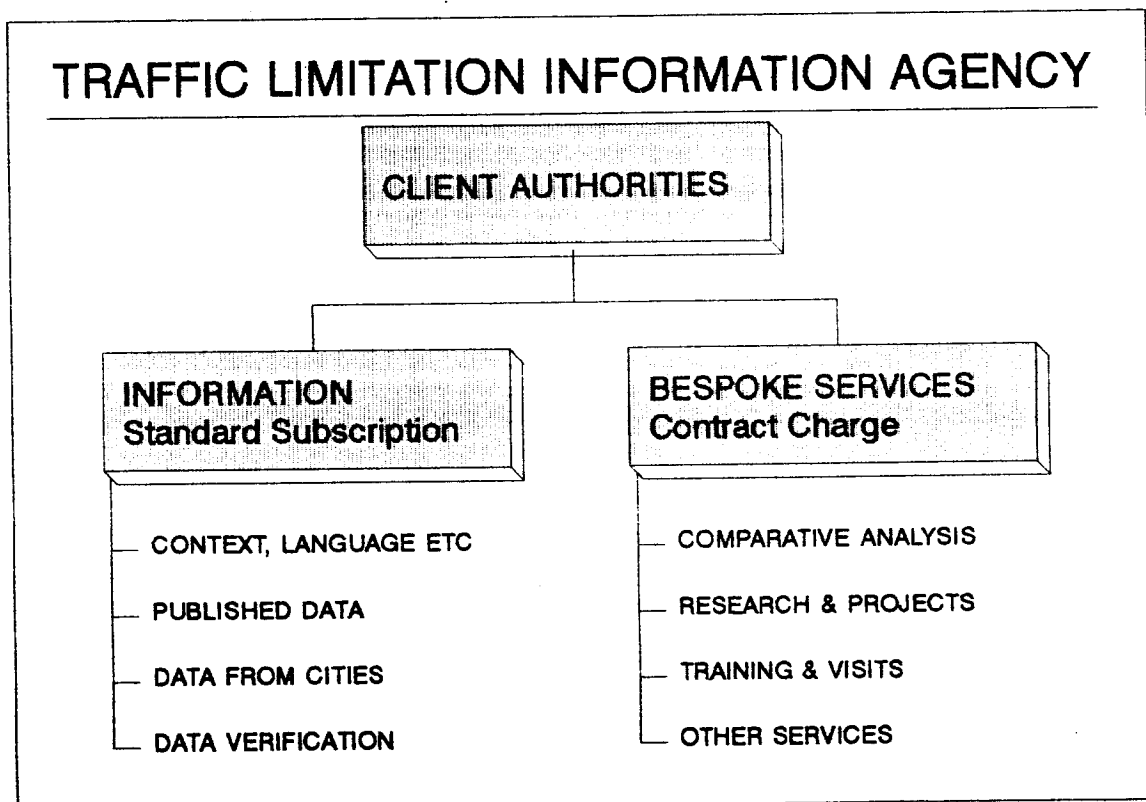 TRAFFIC LIMITATION INFORMATION AGENCY
CLIENT AUTHORITIES
INFORMATION
Standard Subscription
CONTEXT, LANGUAGE ETC
PUBLISHED DATA
DATA FROM CITIES
DATA VERIFICATION
BESPOKE SERVICES
Contract Charge
COMPARATIVE ANALYSIS
RESEARCH & PROJECTS
TRAINING & VISITS
OTHER SERVICES